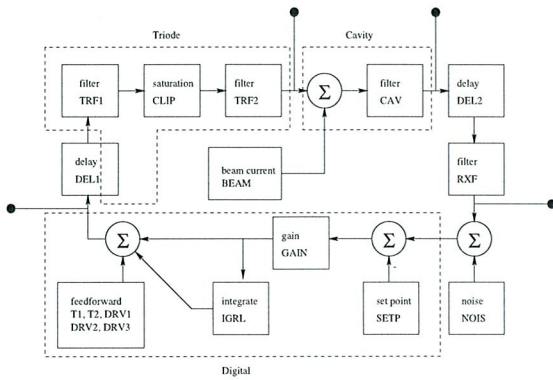 Triode
Cavity
filter
TRF1
saturation
CLIP
filter
TRF2
Σ
filter
CAV
delay
DEL2
delay
DEL1
beam current
BEAM
filter
RXF
Σ
gain
GAIN
Σ
Σ
feedforward
T1, T2, DRV1
DRV2, DRV3
integrate
IGRL
-
set point
SETP
noise
NOIS
Digital